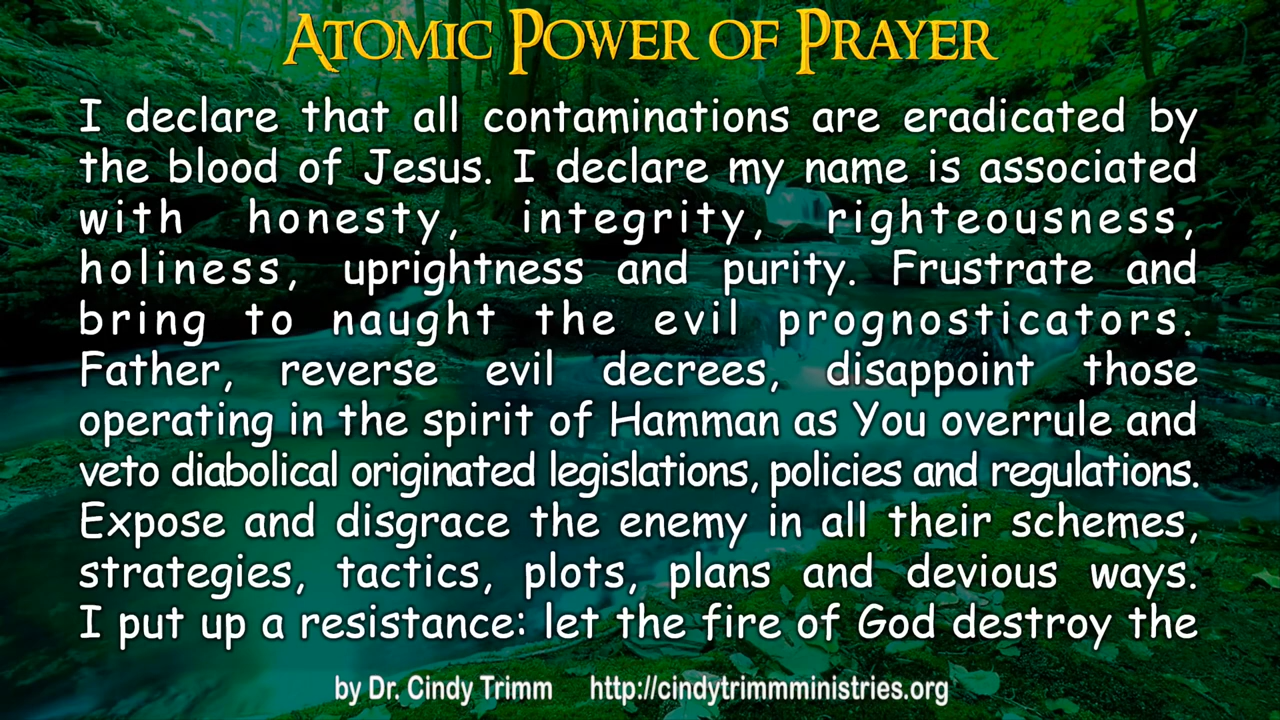 Atomic Power of Prayer
I declare that all contaminations are eradicated by
the blood of Jesus. I declare my name is associated
with honesty, integrity, righteousness,
holiness, uprightness and purity. Frustrate and
bring to naught the evil prognosticators.
Father, reverse evil decrees, disappoint those
operating in the spirit of Hamman as You overrule and
veto diabolical originated legislations, policies and regulations.
Expose and disgrace the enemy in all their schemes,
strategies, tactics, plots, plans and devious ways.
I put up a resistance: let the fire of God destroy the
by Dr. Cindy Trimm http://cindytrimmministries.org